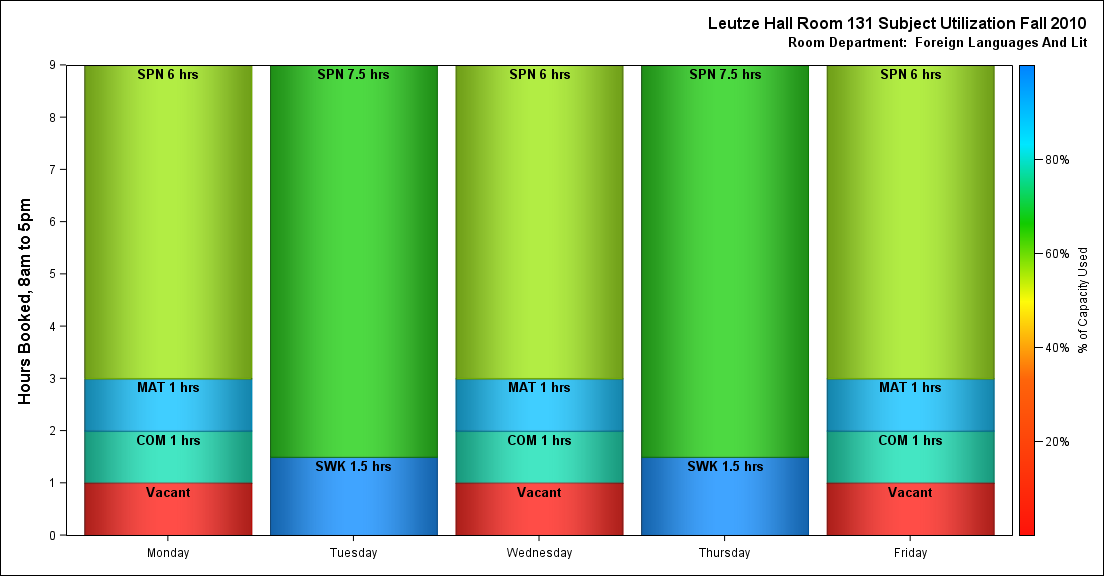 Leutze Hall Room 131 Subject Utilization Fall 2010
Room Department:  Foreign Languages And Lit
Hours Booked, 8am to 5pm
9
8
7
6
5
4
3
2
1
0
SPN 6 hrs
MAT 1 hrs
COM 1 hrs
Vacant
SPN 7.5 hrs
SWK 1.5 hrs
SPN 6 hrs
MAT 1 hrs
COM 1 hrs
Vacant
SPN 7.5 hrs
SWK 1.5 hrs
SPN 6 hrs
MAT 1 hrs
COM 1 hrs
Vacant
Monday
Tuesday
Wednesday
Thursday
Friday
80%
60%
40%
20%
% of Capacity Used